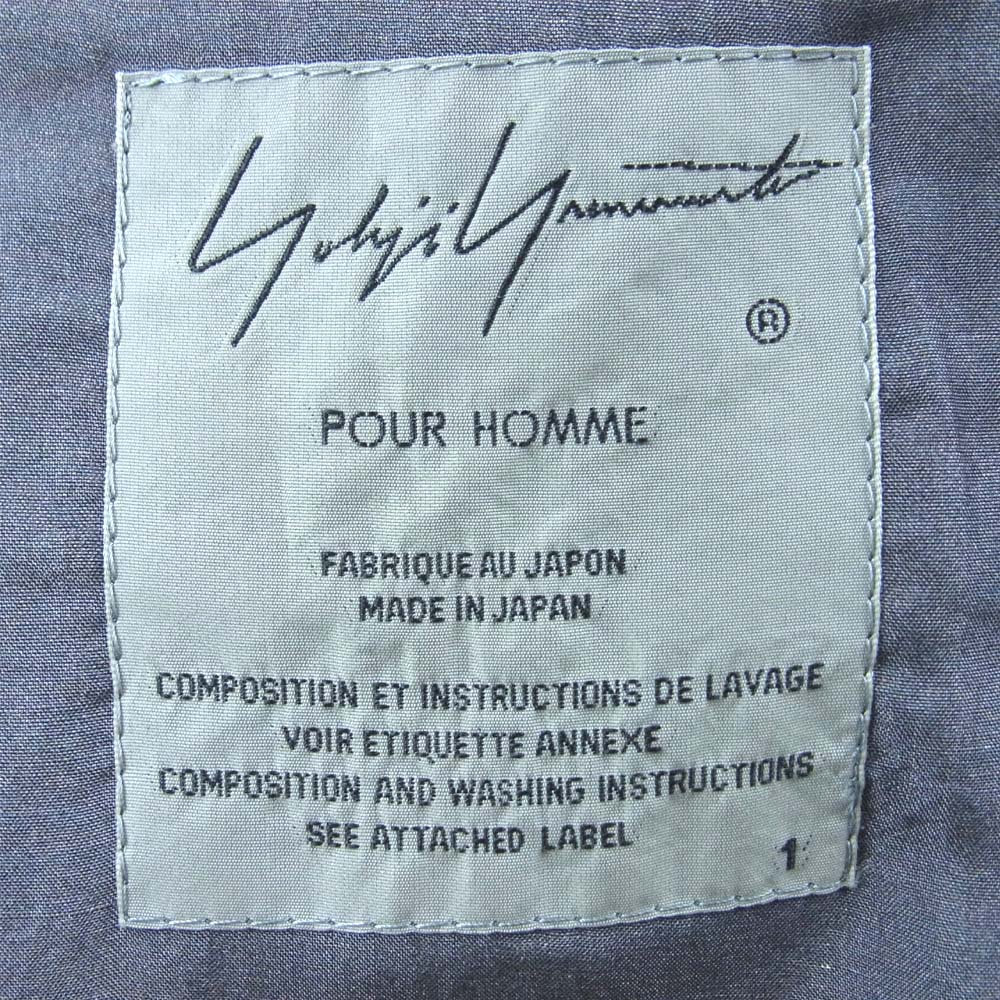 Yohji Yamamoto
®
POUR HOMME
FABRIQUE AU JAPON
MADE IN JAPAN
COMPOSITION ET INSTRUCTIONS DE LAVAGE
VOIR ETIQUETTE ANNEXE
COMPOSITION AND WASHING INSTRUCTIONS
SEE ATTACHED LABEL
1